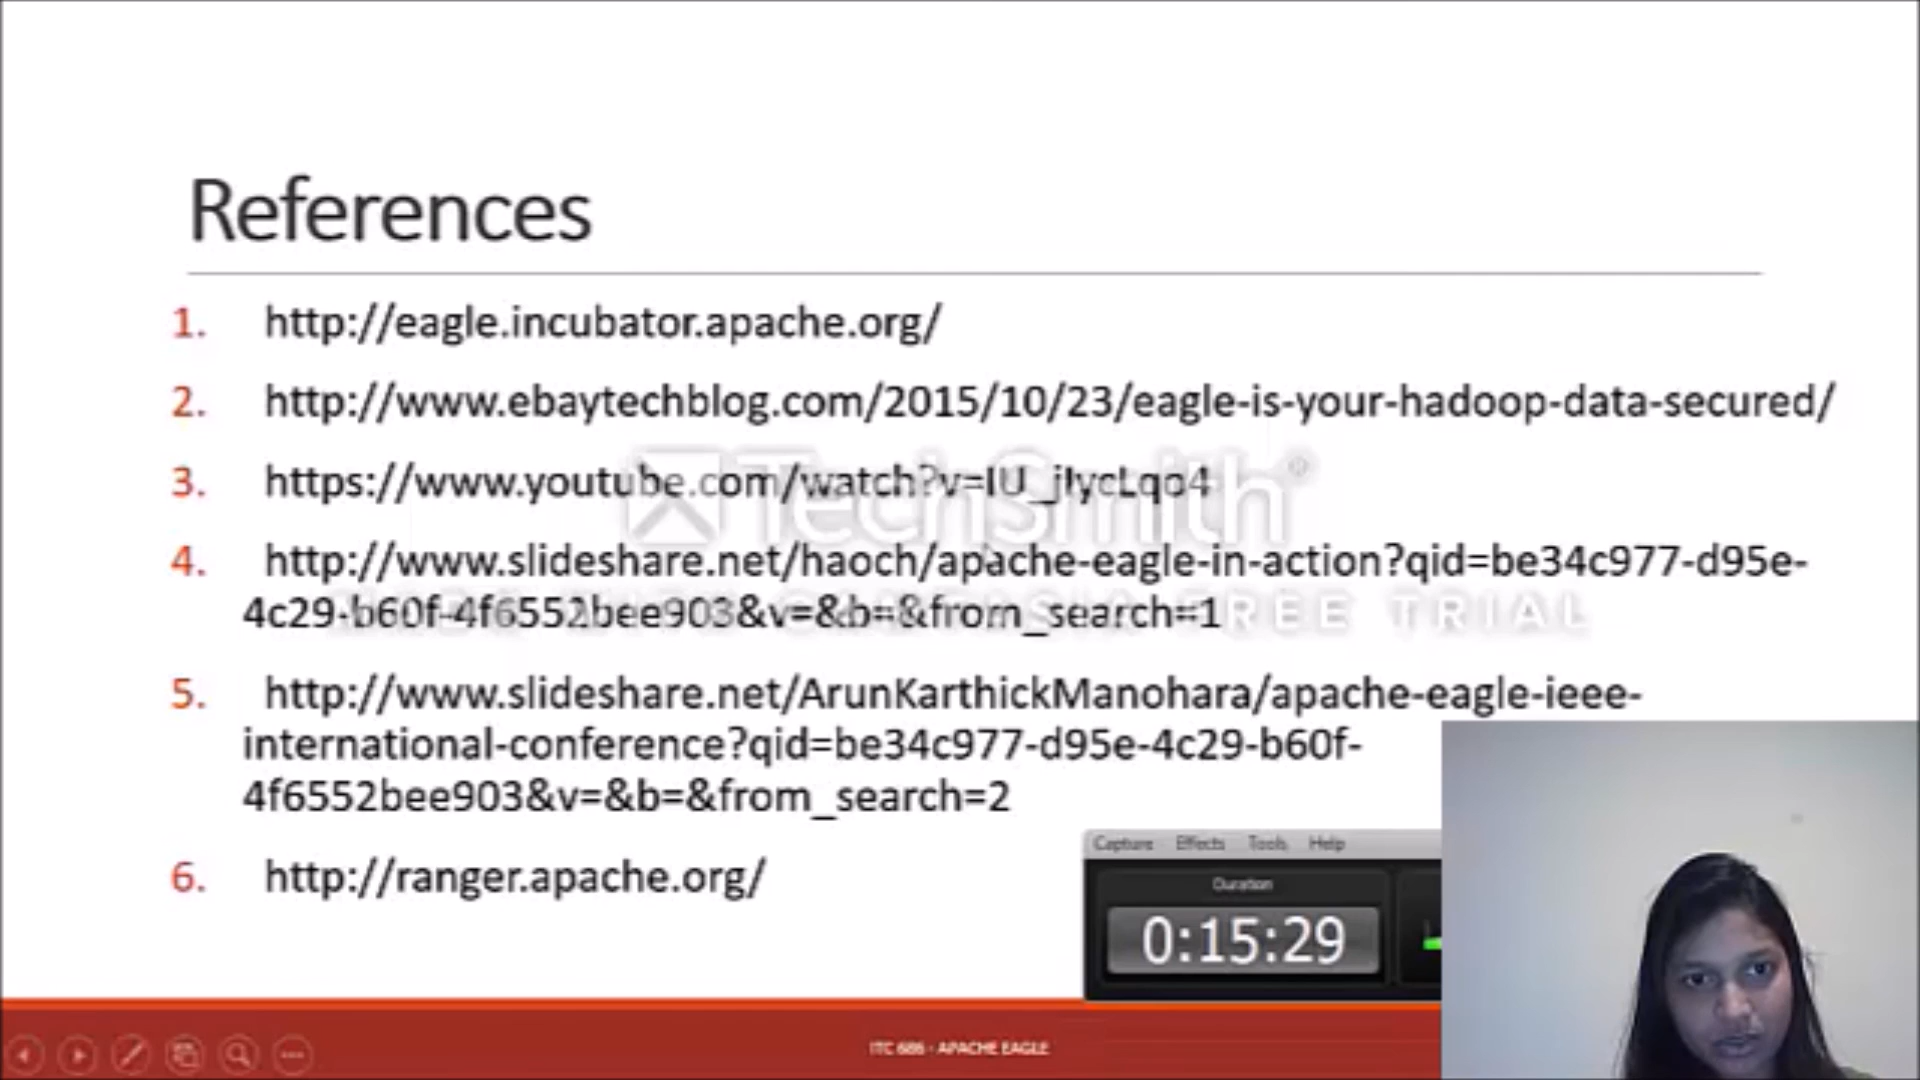 References
1. http://eagle.incubator.apache.org/
2. http://www.ebaytechblog.com/2015/10/23/eagle-is-your-hadoop-data-secured/
3. https://www.youtube.com/watch?v=IU_jIycLqo4
TechSmith®
4. http://www.slideshare.net/haoch/apache-eagle-in-action?qid=be34c977-d95e-
4c29-b60f-4f6552bee903&v=&b=&from_search=1
FREE TRIAL
5. http://www.slideshare.net/ArunKarthickManohara/apache-eagle-ieee-
international-conference?qid=be34c977-d95e-4c29-b60f-
4f6552bee903&v=&b=&from_search=2
6. http://ranger.apache.org/
Capture Effects Tools Help
Duration
0:15:29
ITC 686 - APACHE EAGLE